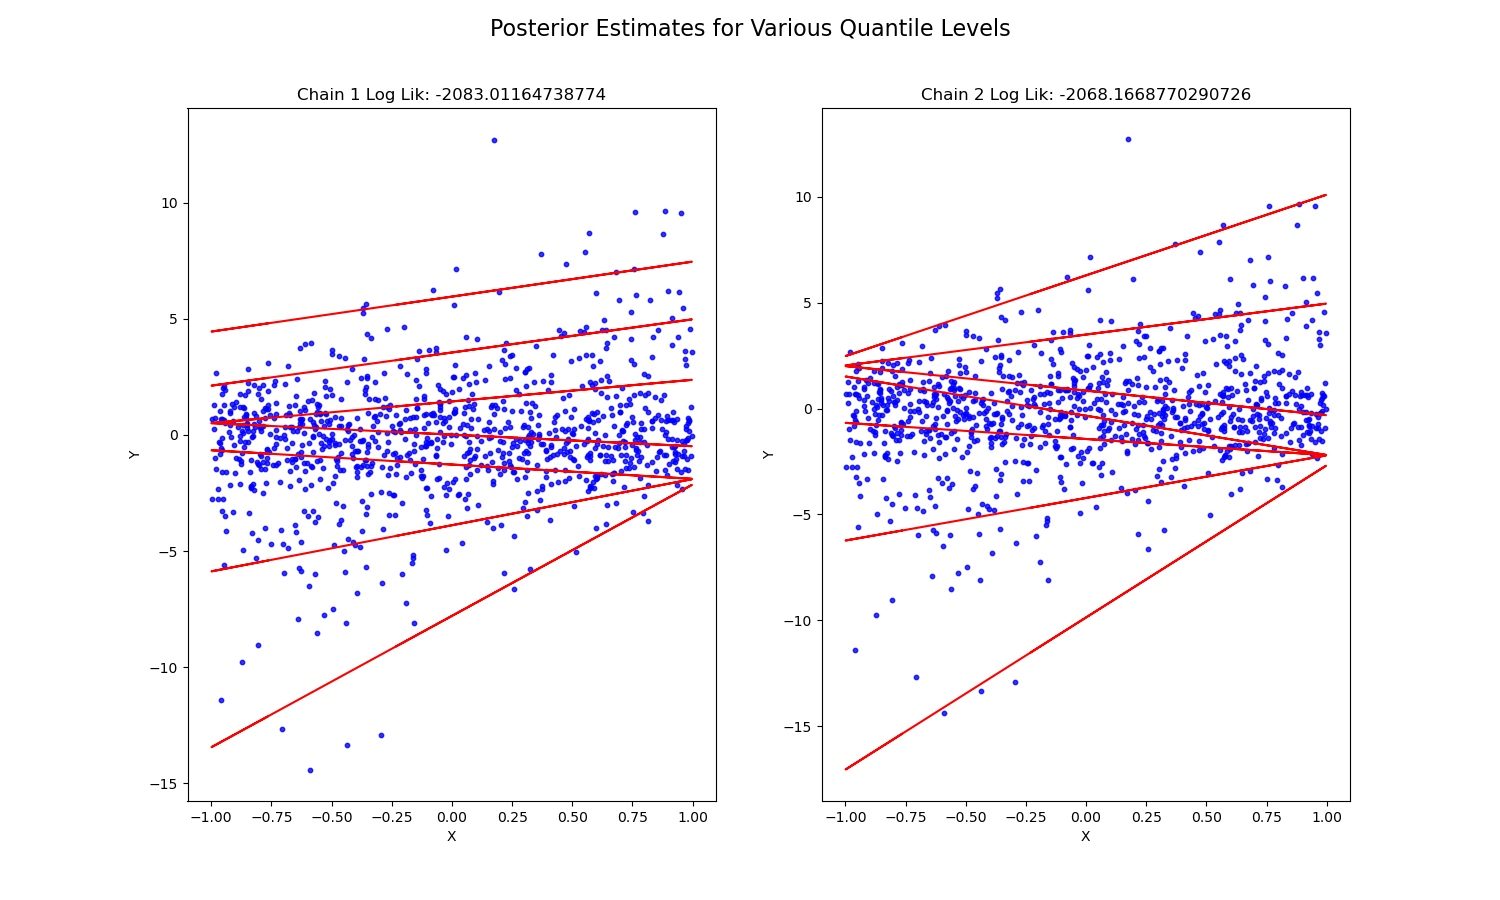 Posterior Estimates for Various Quantile Levels
Chain 1 Log Lik: -2083.01164738774
Chain 2 Log Lik: -2068.1668770290726
10
5
0
−5
−10
−15
Y
−1.00 −0.75 −0.50 −0.25 0.00 0.25 0.50 0.75 1.00
X
10
5
0
−5
−10
−15
Y
−1.00 −0.75 −0.50 −0.25 0.00 0.25 0.50 0.75 1.00
X